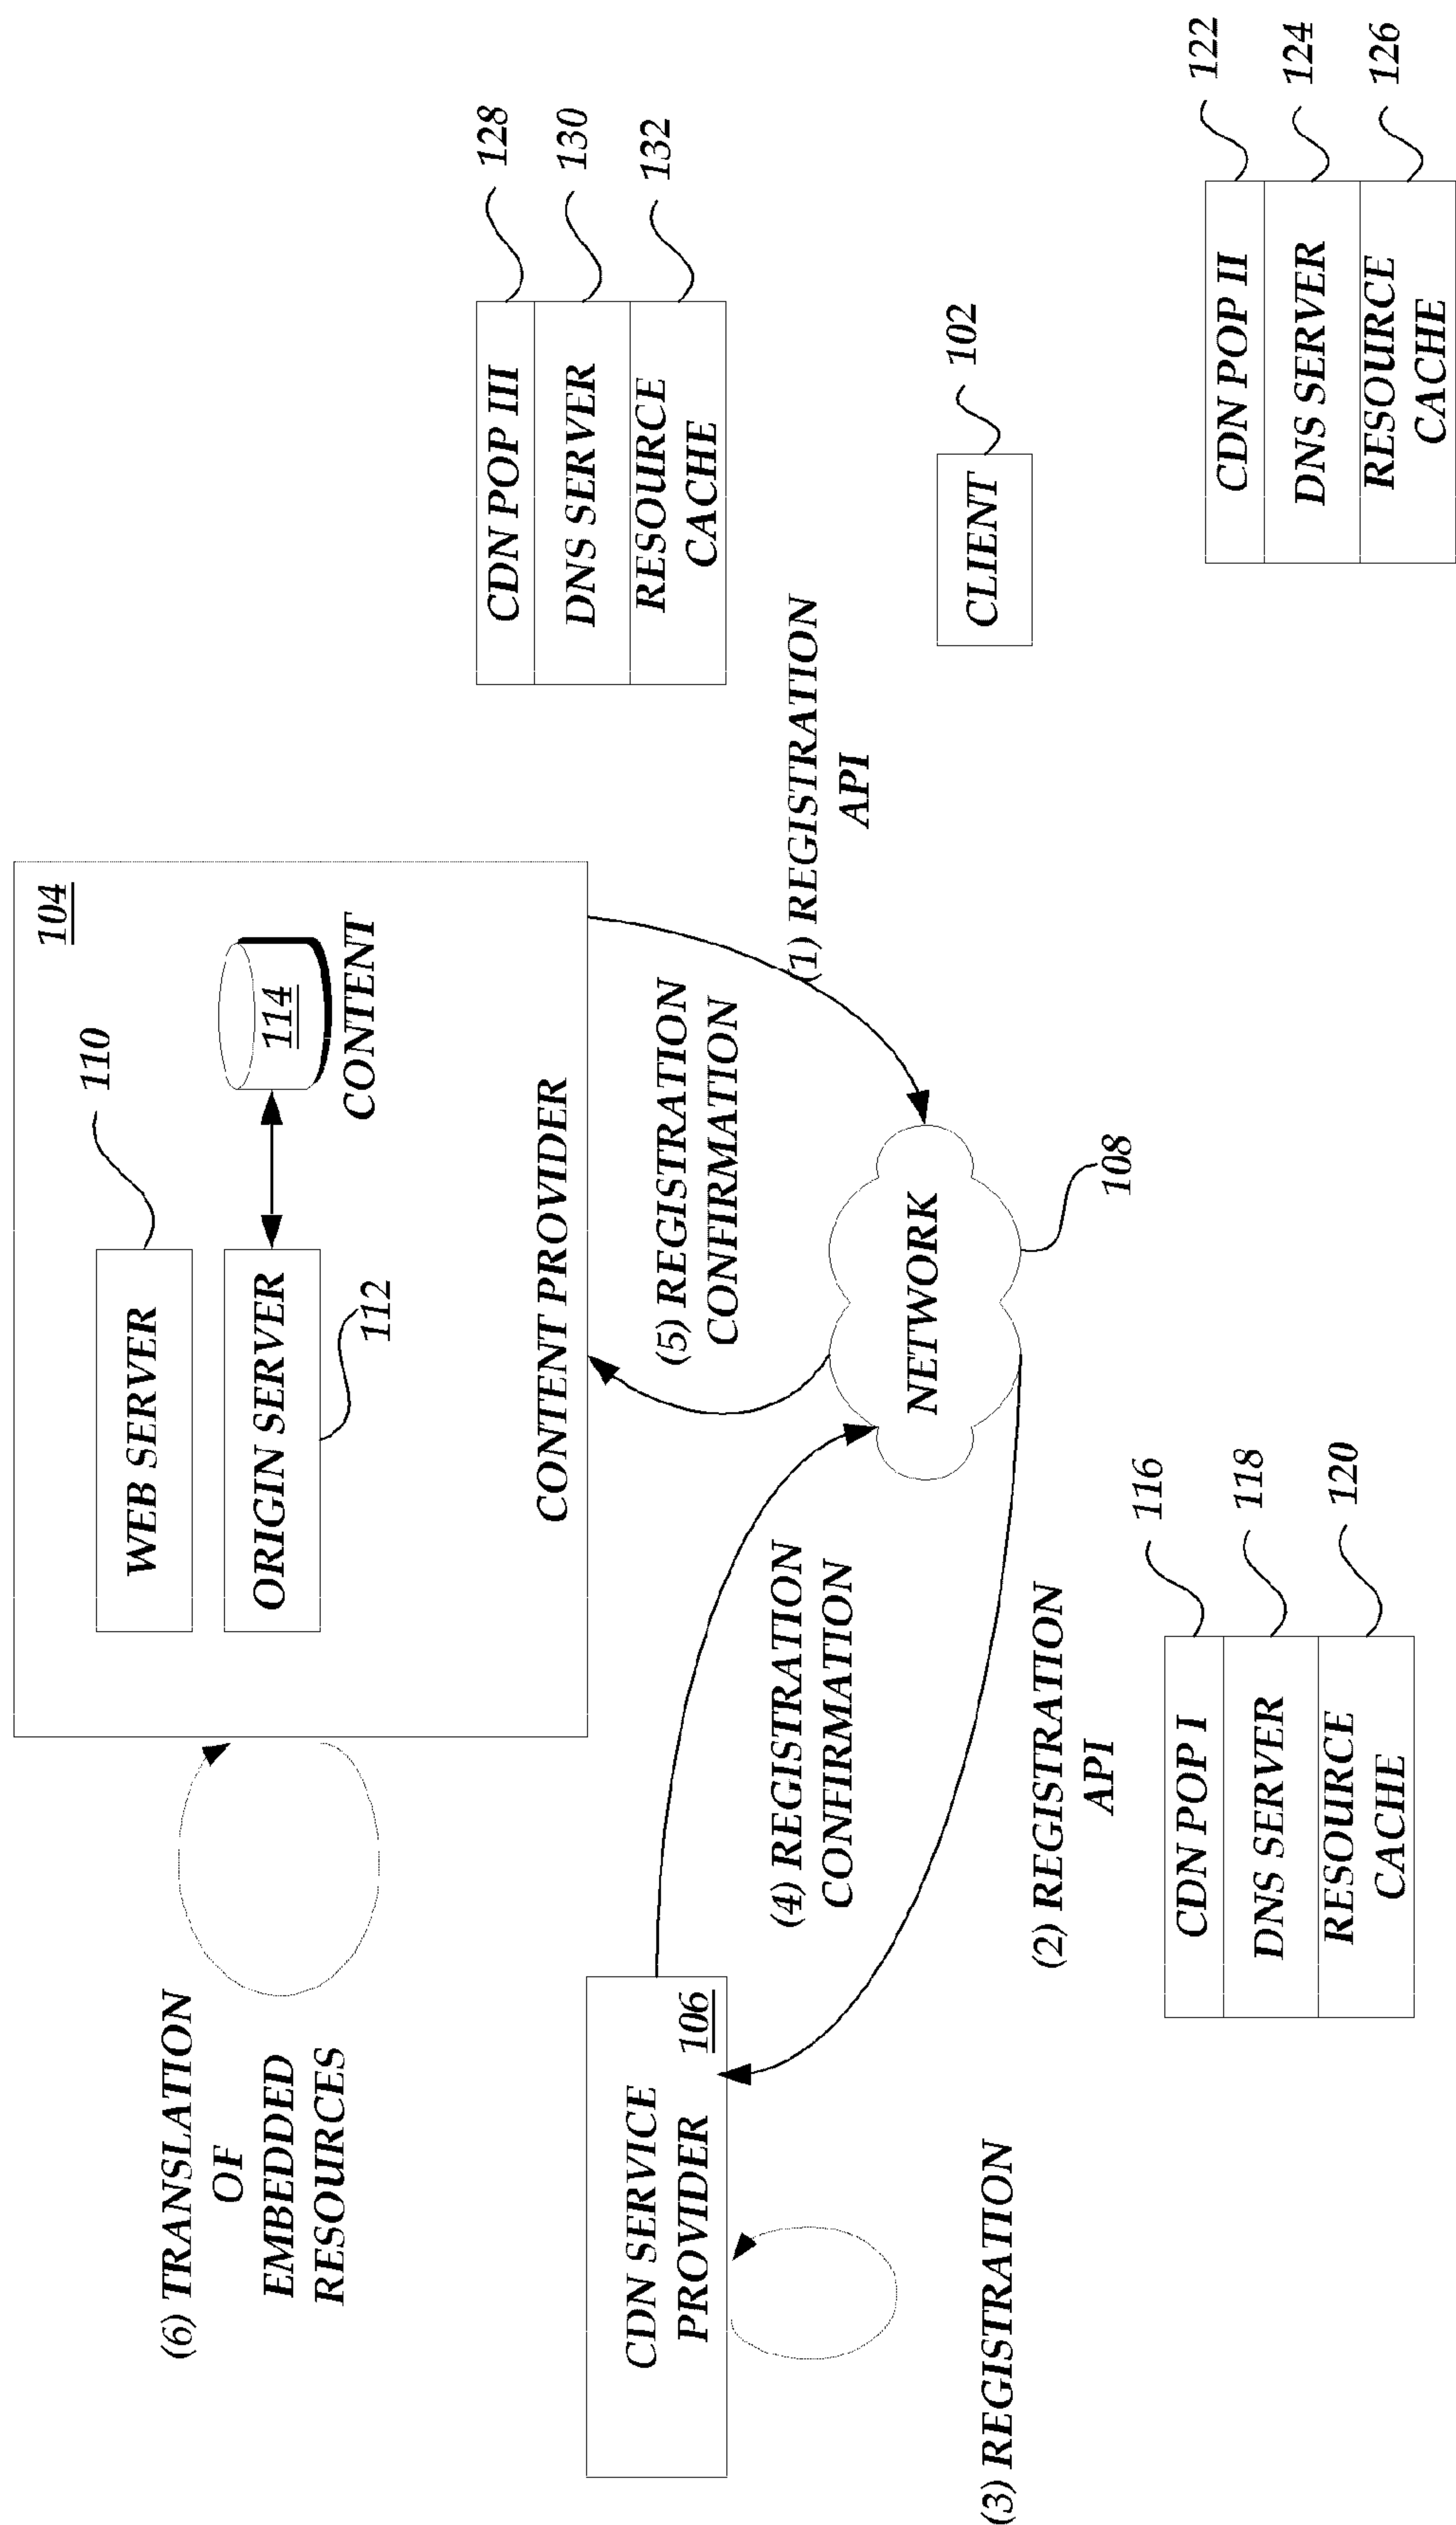 (6) TRANSLATION
OF
EMBEDDED
RESOURCES
104
WEB SERVER
110
ORIGIN SERVER
112
114
CONTENT
CONTENT PROVIDER
CDN SERVICE
PROVIDER
106
(3) REGISTRATION
(4) REGISTRATION
CONFIRMATION
(5) REGISTRATION
CONFIRMATION
(1) REGISTRATION
API
(2) REGISTRATION
API
NETWORK
108
CDN POP III
128
DNS SERVER
130
RESOURCE
CACHE
132
CLIENT
102
CDN POP I
116
DNS SERVER
118
RESOURCE
CACHE
120
CDN POP II
122
DNS SERVER
124
RESOURCE
CACHE
126